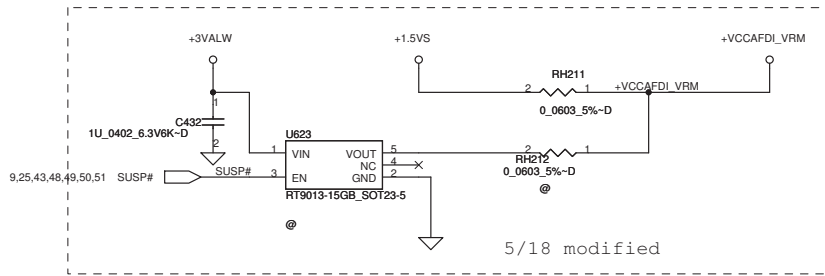 +3VALW
+1.5VS
+VCCAFDI_VRM
RH211
2 1 +VCCAFDI_VRM
0_0603_5%~D
1
C432
1U_0402_6.3V6K~D
2
U623
1 VIN VOUT 5 2 1
NC 4
RH212
0_0603_5%~D
9,25,43,48,49,50,51 SUSP# SUSP# 3 EN GND 2
@
RT9013-15GB_SOT23-5
@
5/18 modified